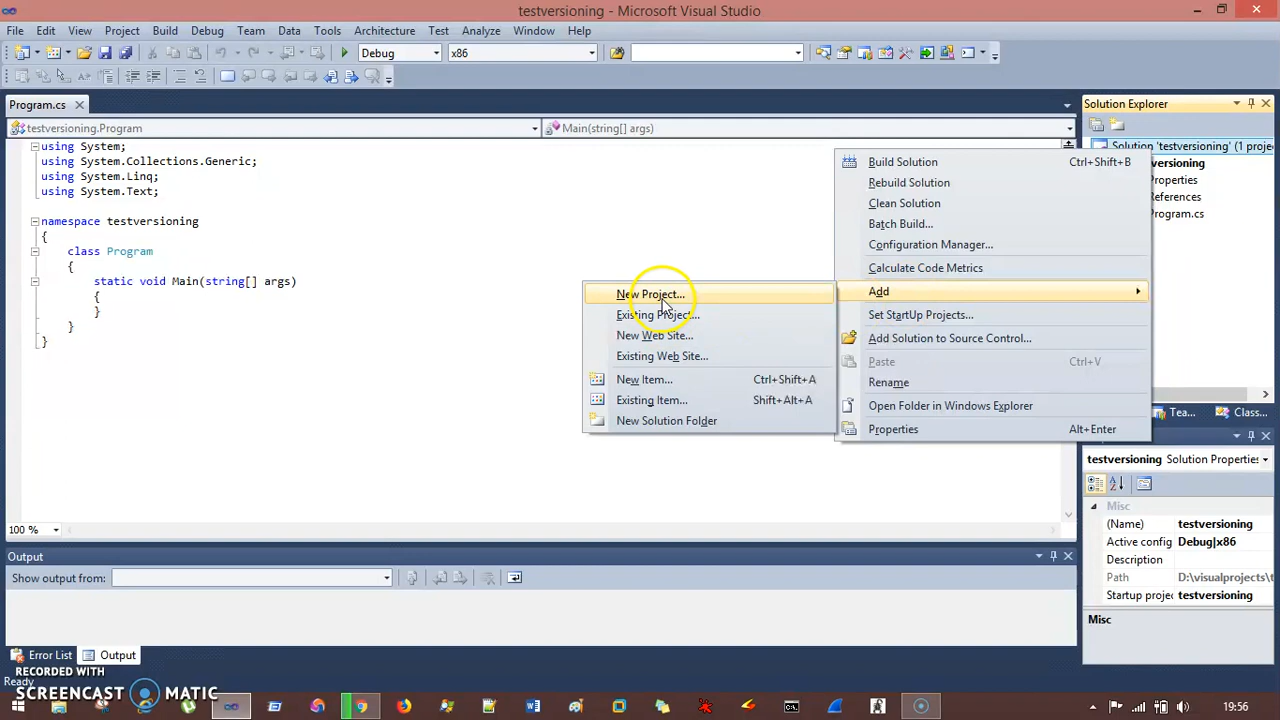 testversioning - Microsoft Visual Studio
File Edit View Project Build Debug Team Data Tools Architecture Test Analyze Window Help
Debug x86
Program.cs
testversioning.Program Main(string[] args)
using System;
using System.Collections.Generic;
using System.Linq;
using System.Text;
namespace testversioning
{
class Program
{
static void Main(string[] args)
{
}
}
}
100 %
New Project...
Existing Project...
New Web Site...
Existing Web Site...
New Item... Ctrl+Shift+A
Existing Item... Shift+Alt+A
New Solution Folder
Build Solution Ctrl+Shift+B
Rebuild Solution
Clean Solution
Batch Build...
Configuration Manager...
Calculate Code Metrics
Add
Set StartUp Projects...
Add Solution to Source Control...
Paste Ctrl+V
Rename
Open Folder in Windows Explorer
Properties Alt+Enter
Solution Explorer
Solution 'testversioning' (1 projec
versioning
Properties
References
Program.cs
Tea... Class...
Properties
testversioning Solution Properties
Misc
(Name) testversioning
Active config Debug|x86
Description
Path D:\visualprojects\t
Startup projec testversioning
Misc
Output
Show output from:
Error List Output
Ready
RECORDED WITH
SCREENCAST MATIC
19:56